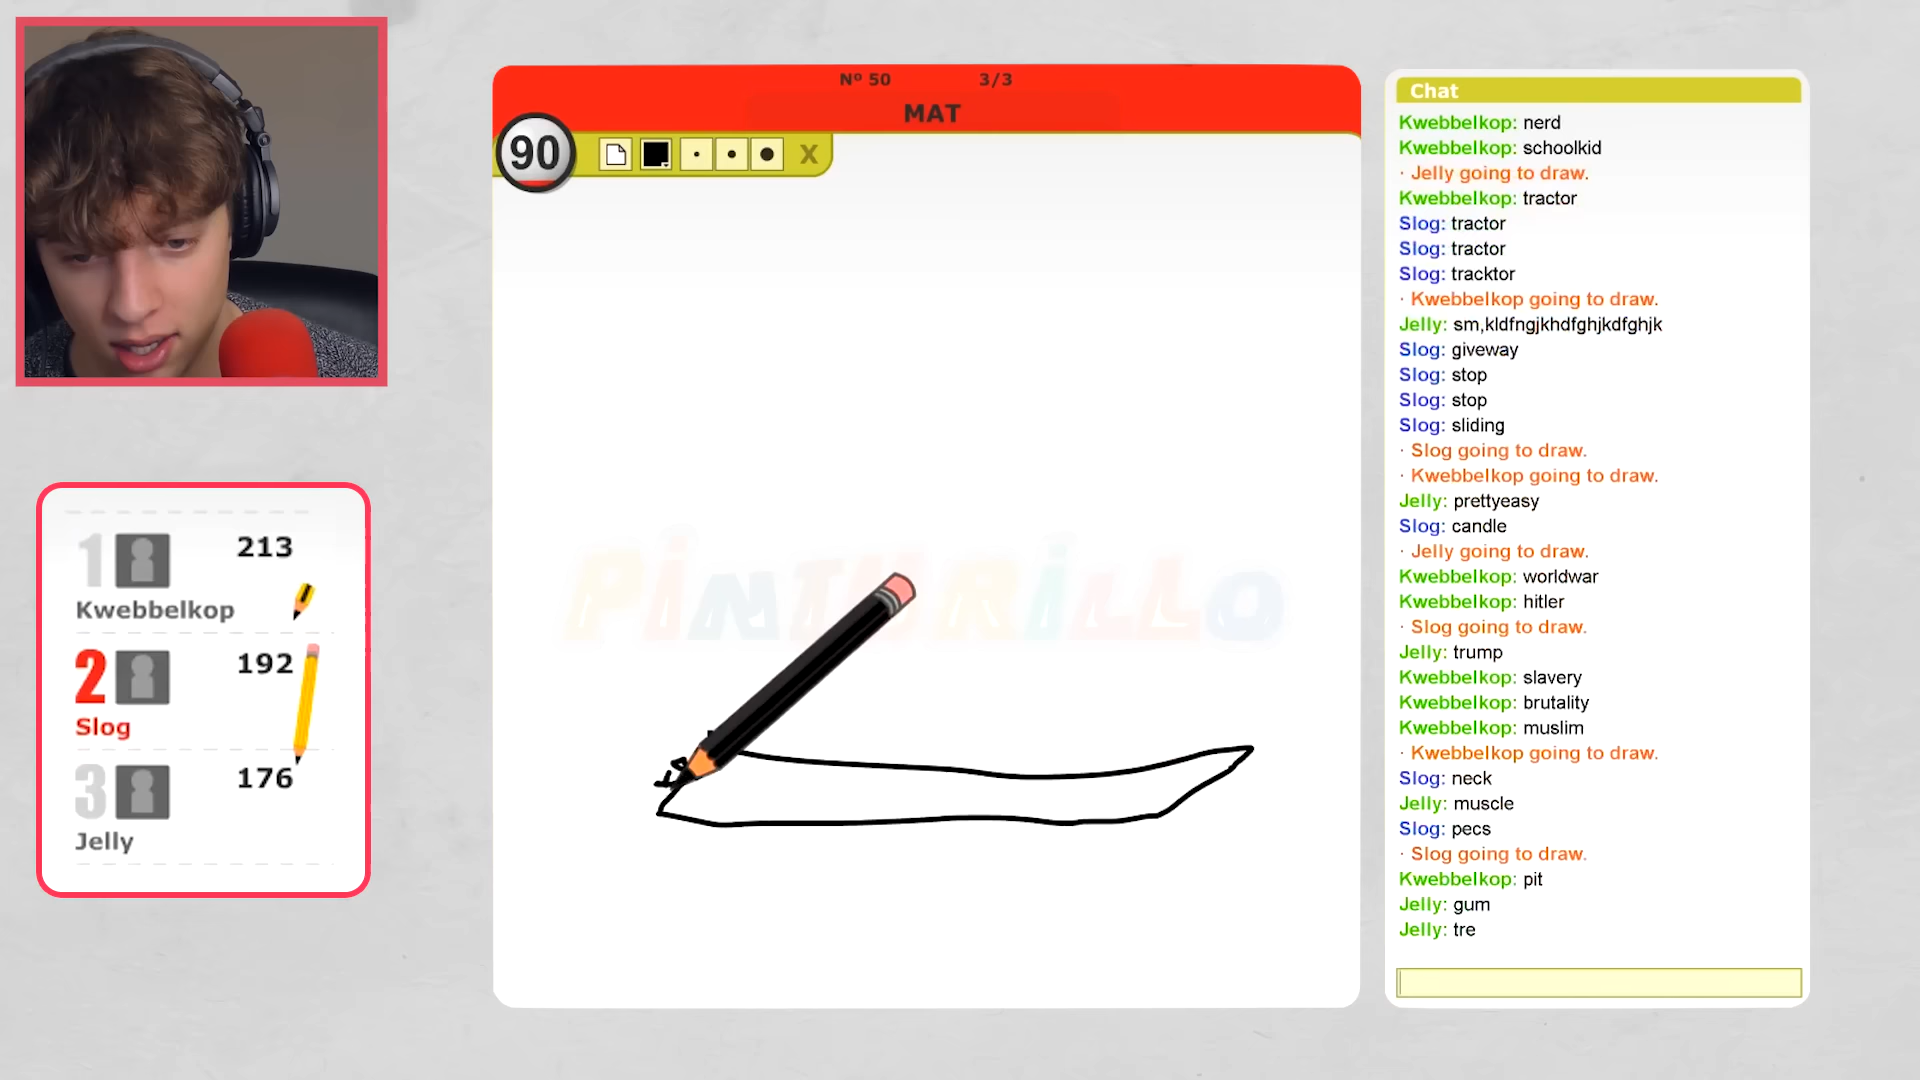 Nº 50 3/3
MAT
90
X
PINTURILLO
1
213
Kwebbelkop
2
192
Slog
3
176
Jelly
Chat
Kwebbelkop: nerd
Kwebbelkop: schoolkid
· Jelly going to draw.
Kwebbelkop: tractor
Slog: tractor
Slog: tractor
Slog: tracktor
· Kwebbelkop going to draw.
Jelly: sm,kldfngjkhdfghjkdfghjk
Slog: giveway
Slog: stop
Slog: stop
Slog: sliding
· Slog going to draw.
· Kwebbelkop going to draw.
Jelly: prettyeasy
Slog: candle
· Jelly going to draw.
Kwebbelkop: worldwar
Kwebbelkop: hitler
· Slog going to draw.
Jelly: trump
Kwebbelkop: slavery
Kwebbelkop: brutality
Kwebbelkop: muslim
· Kwebbelkop going to draw.
Slog: neck
Jelly: muscle
Slog: pecs
· Slog going to draw.
Kwebbelkop: pit
Jelly: gum
Jelly: tre